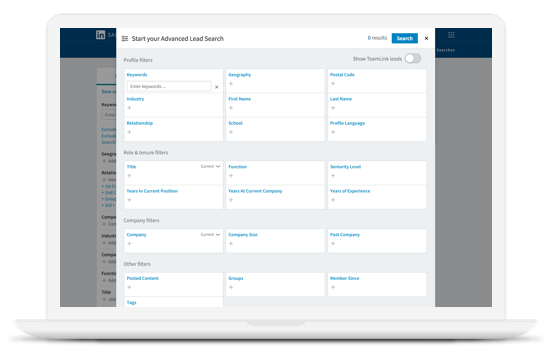 in SA
Start your Advanced Lead Search
0 results
Search
×
Searches
Profile filters
Show TeamLink leads
Keywords
Enter keywords ...
×
Geography
+
Postal Code
+
Industry
+
First Name
+
Last Name
+
Relationship
+
School
+
Profile Language
+
Role & tenure filters
Title
Current
+
Function
+
Seniority Level
+
Years in Current Position
+
Years At Current Company
+
Years of Experience
+
Company filters
Company
Current
+
Company Size
+
Past Company
+
Other filters
Posted Content
+
Groups
+
Member Since
+
Tags